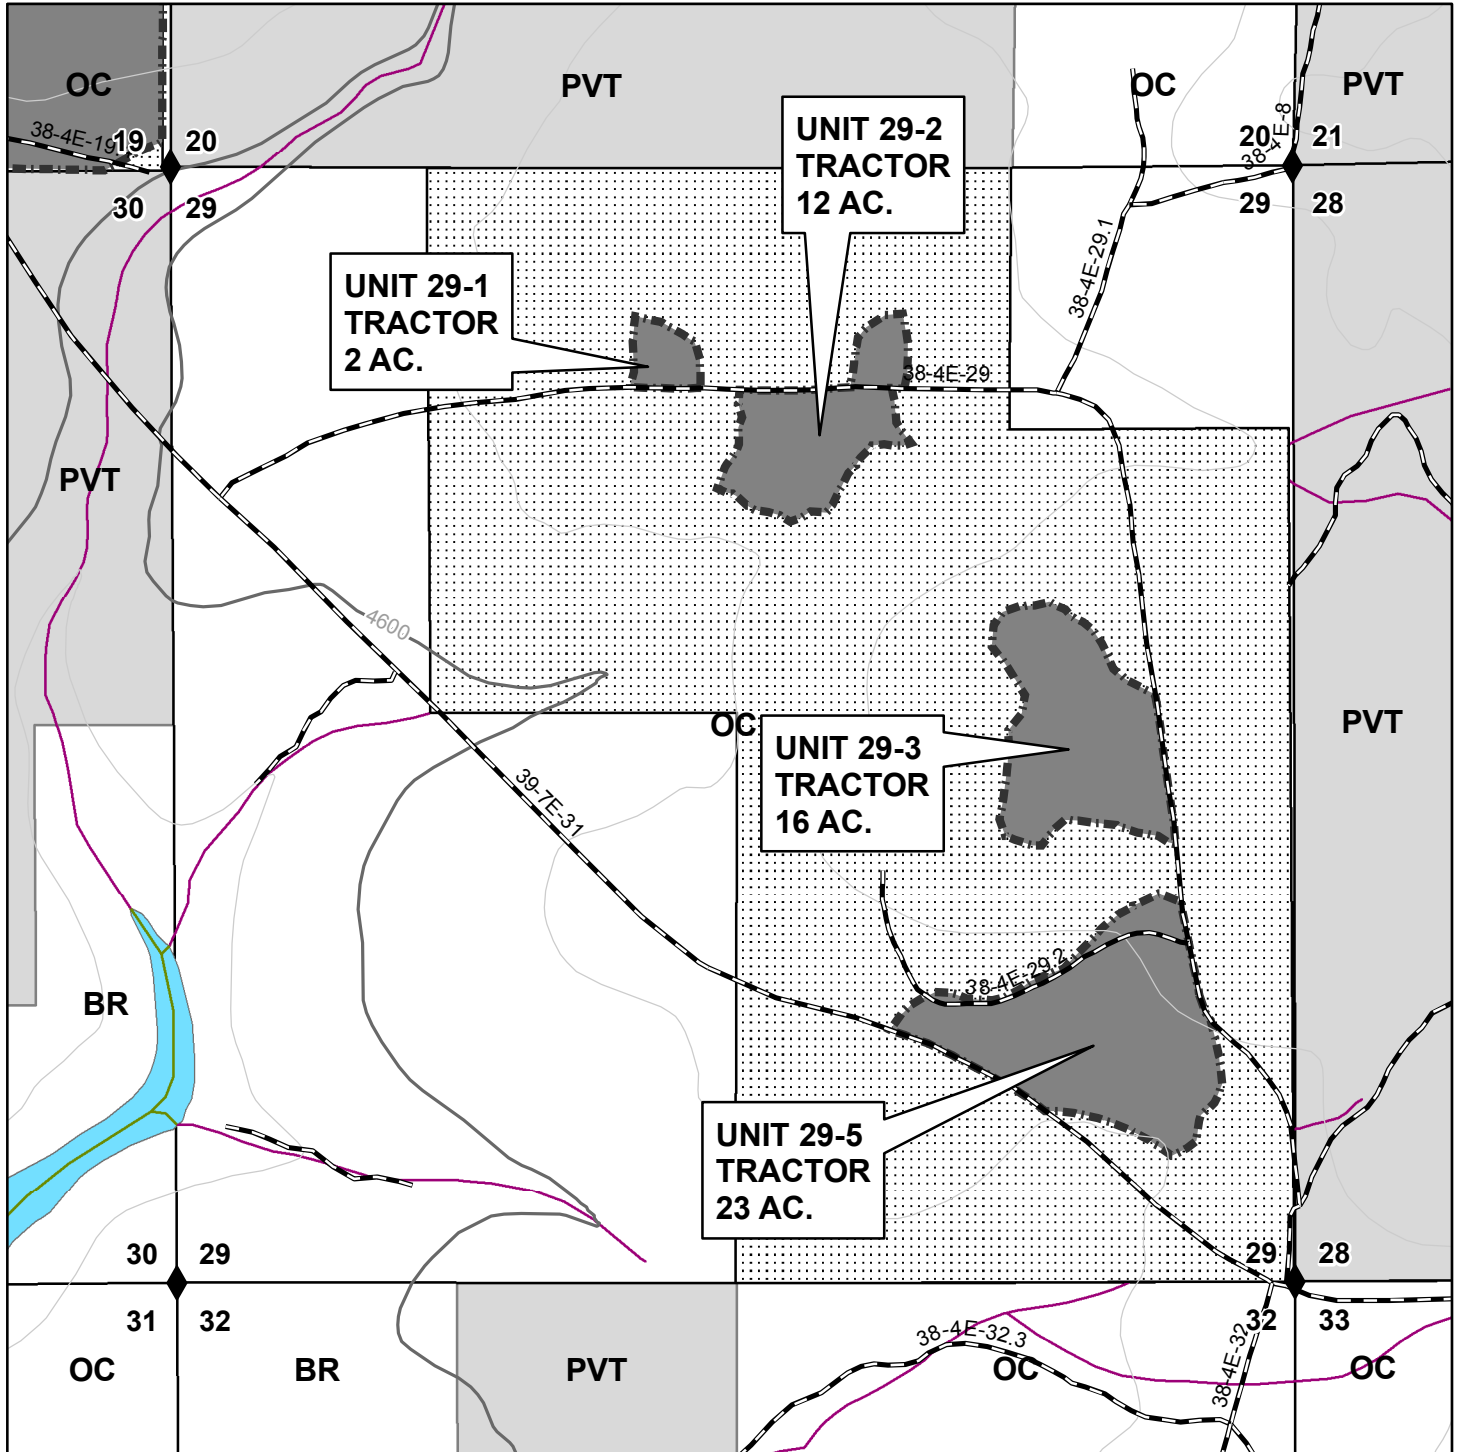 OC
PVT
OC
PVT
38-4E-19
19
20
20
21
38-4E-8
30
29
29
28
UNIT 29-2
TRACTOR
12 AC.
UNIT 29-1
TRACTOR
2 AC.
38-4E-29.1
38-4E-29
PVT
4600
OC
PVT
UNIT 29-3
TRACTOR
16 AC.
39-7E-31
38-4E-29.2
BR
UNIT 29-5
TRACTOR
23 AC.
30
29
29
28
31
32
32
33
38-4E-32.3
38-4E-32
OC
BR
PVT
OC
OC